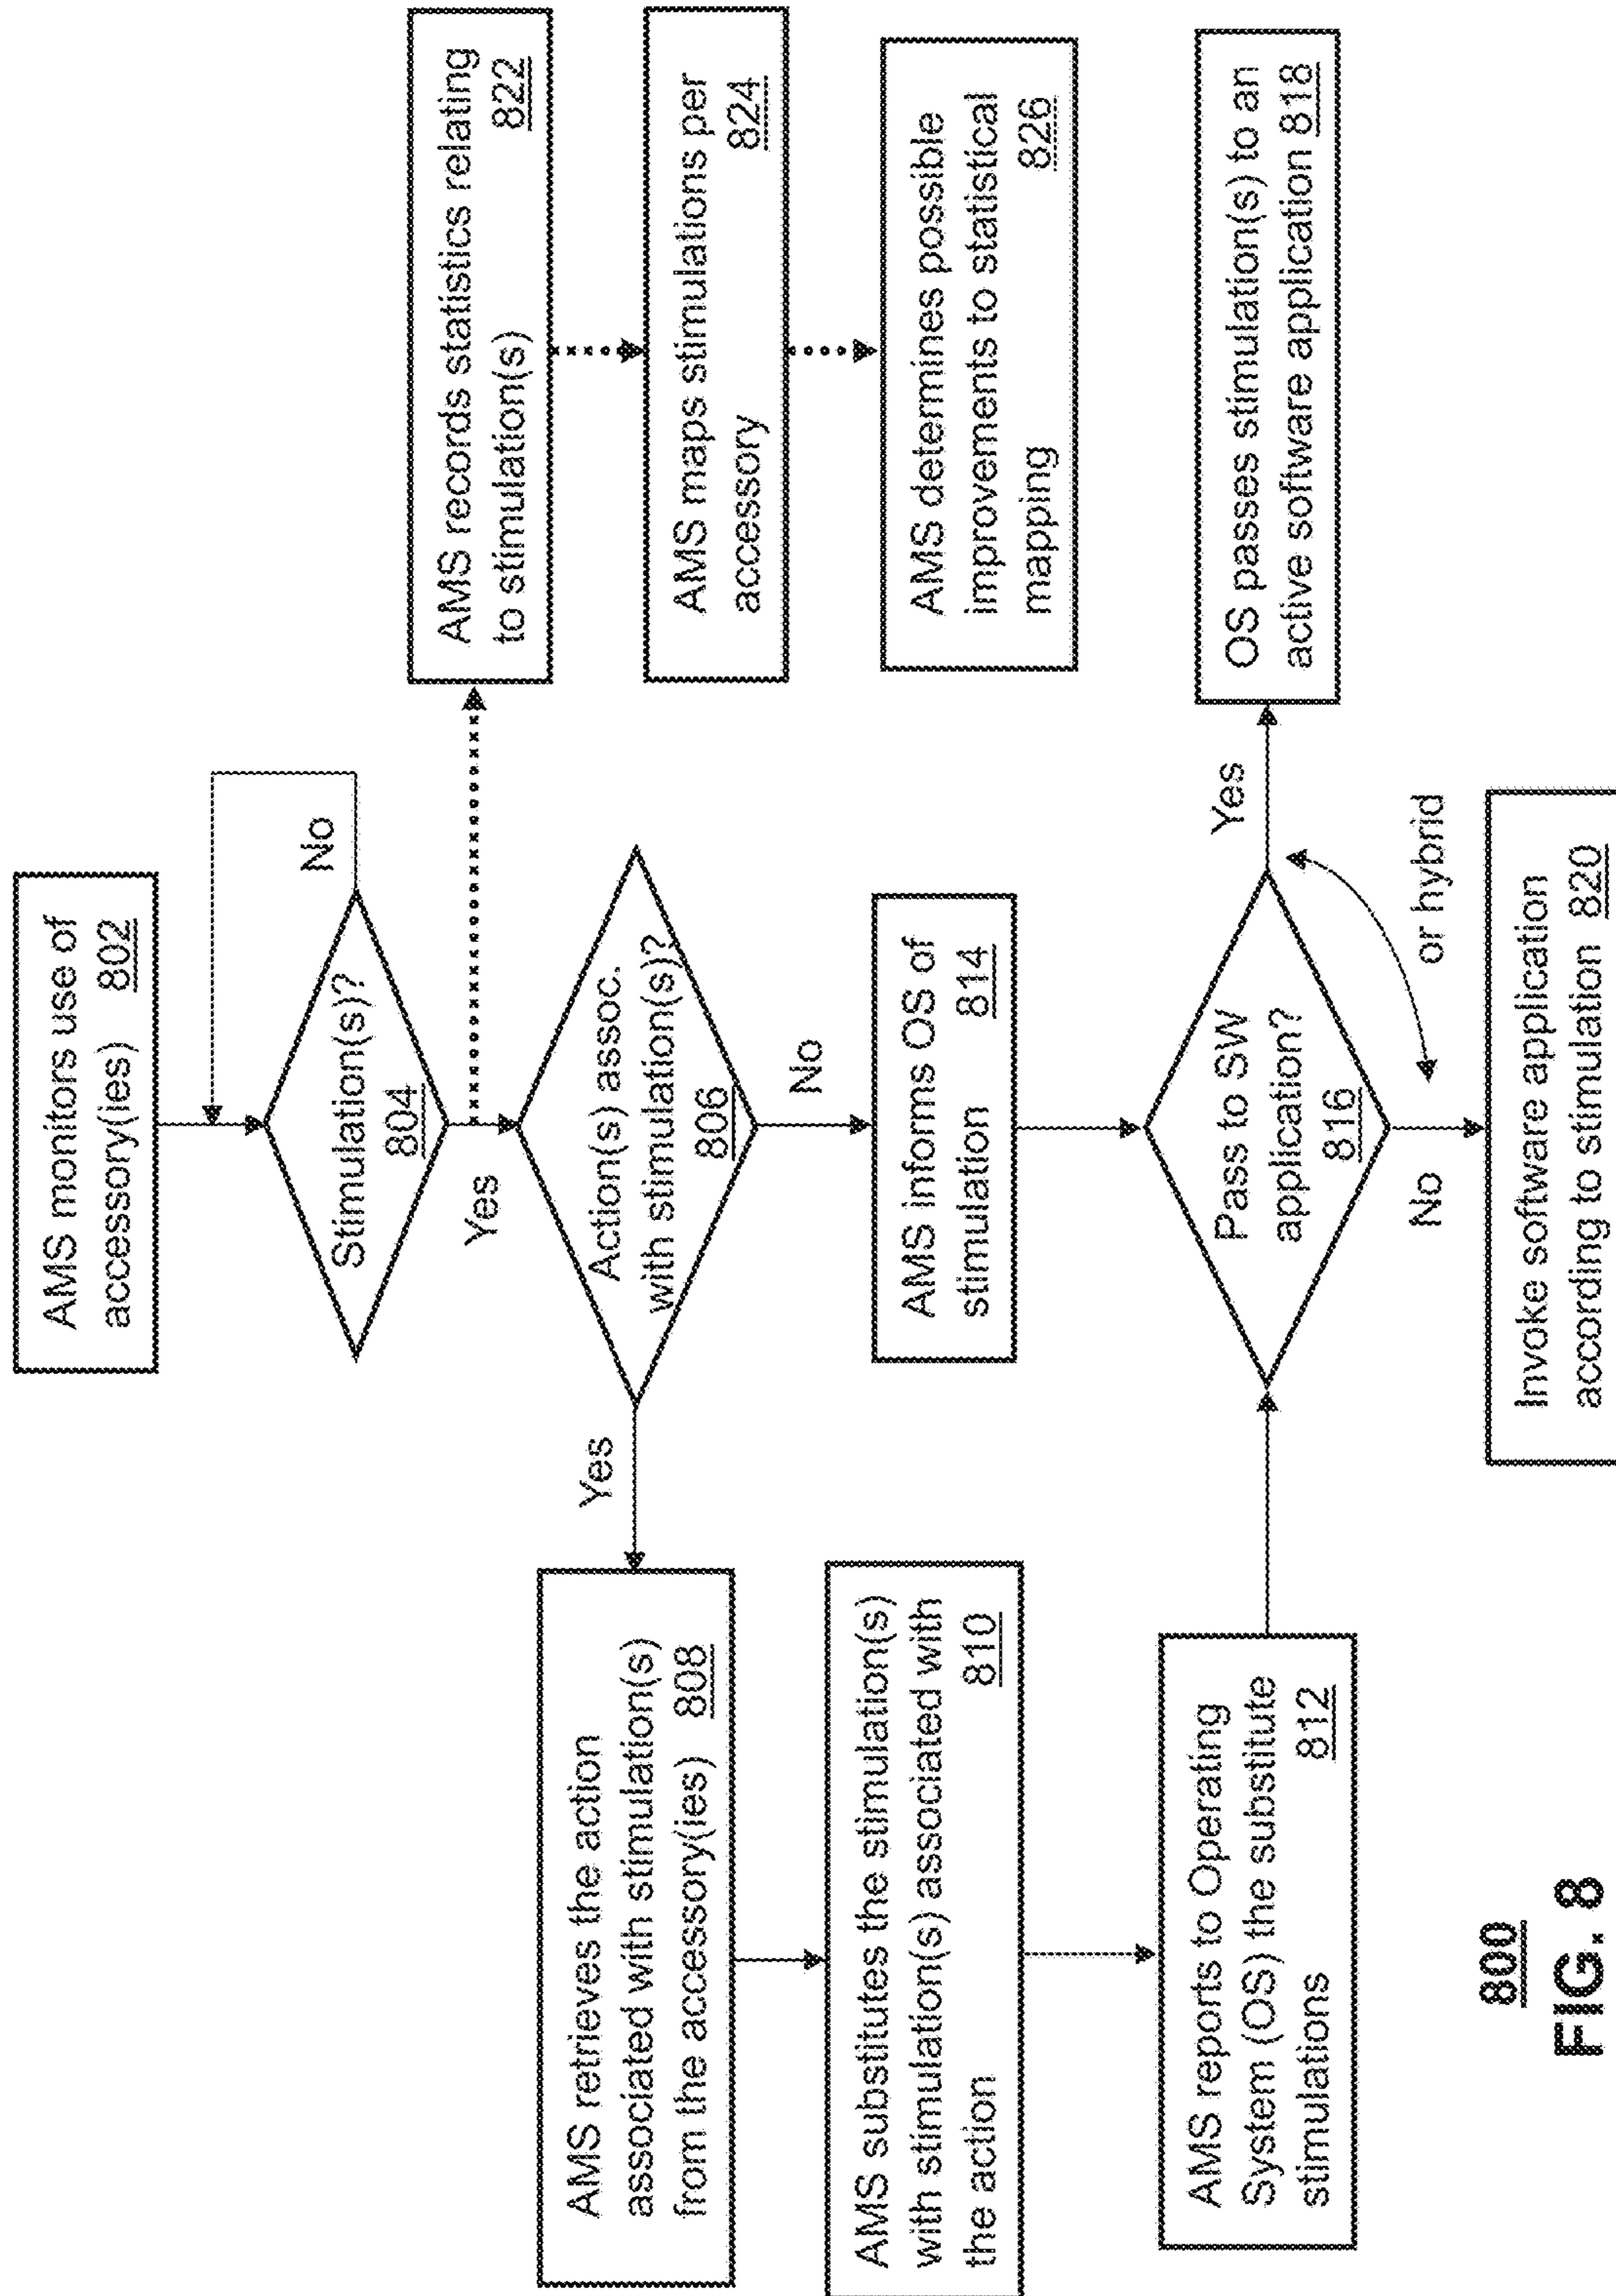 AMS monitors use of
accessory(ies) 802
Stimulation(s)?
804
No
Yes
AMS records statistics relating
to stimulation(s) 822
AMS maps stimulations per
accessory 824
AMS determines possible
improvements to statistical
mapping 826
Action(s) assoc.
with stimulation(s)?
806
Yes
No
AMS retrieves the action
associated with stimulation(s)
from the accessory(ies) 808
AMS substitutes the stimulation(s)
with stimulation(s) associated with
the action 810
AMS reports to Operating
System (OS) the substitute
stimulations 812
AMS informs OS of
stimulation 814
Pass to SW
application?
816
Yes
or hybrid
No
OS passes stimulation(s) to an
active software application 818
Invoke software application
according to stimulation 820
800
FIG. 8